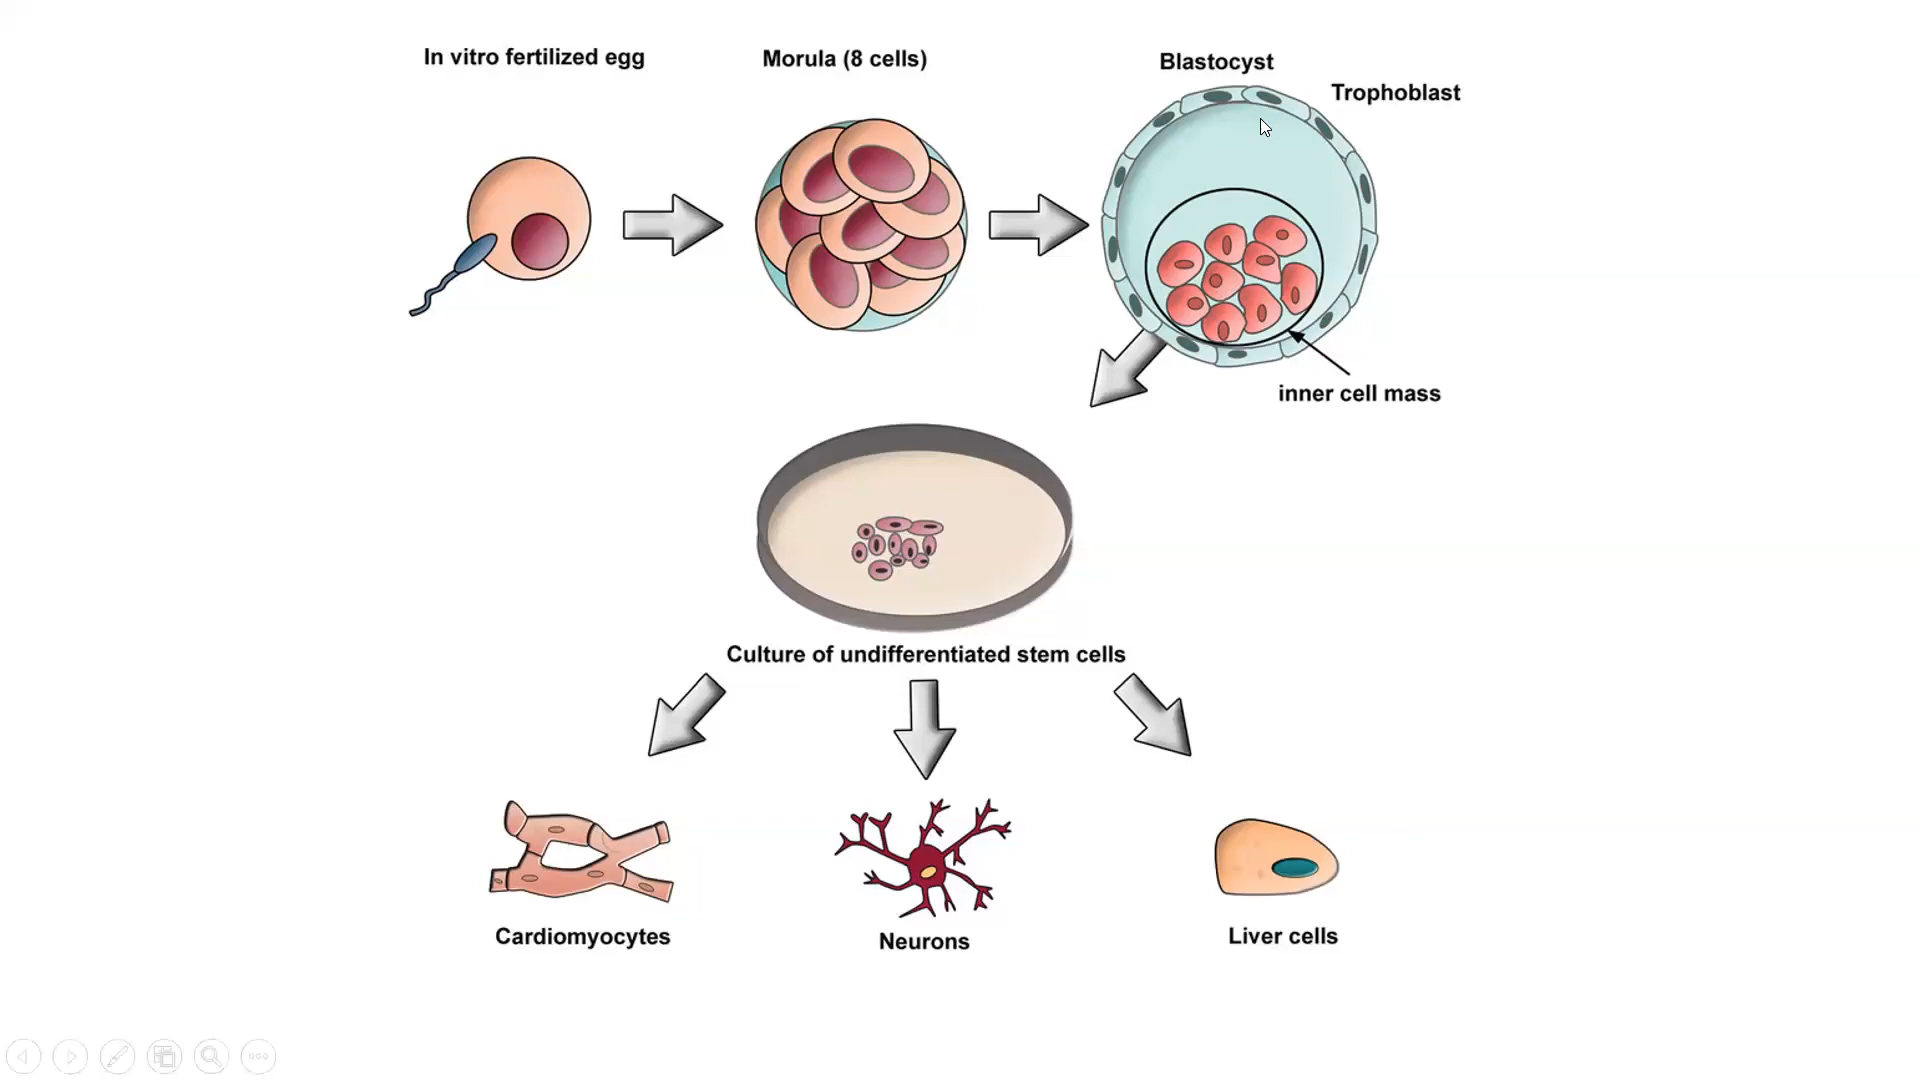 In vitro fertilized egg
Morula (8 cells)
Blastocyst
Trophoblast
inner cell mass
Culture of undifferentiated stem cells
Cardiomyocytes
Neurons
Liver cells